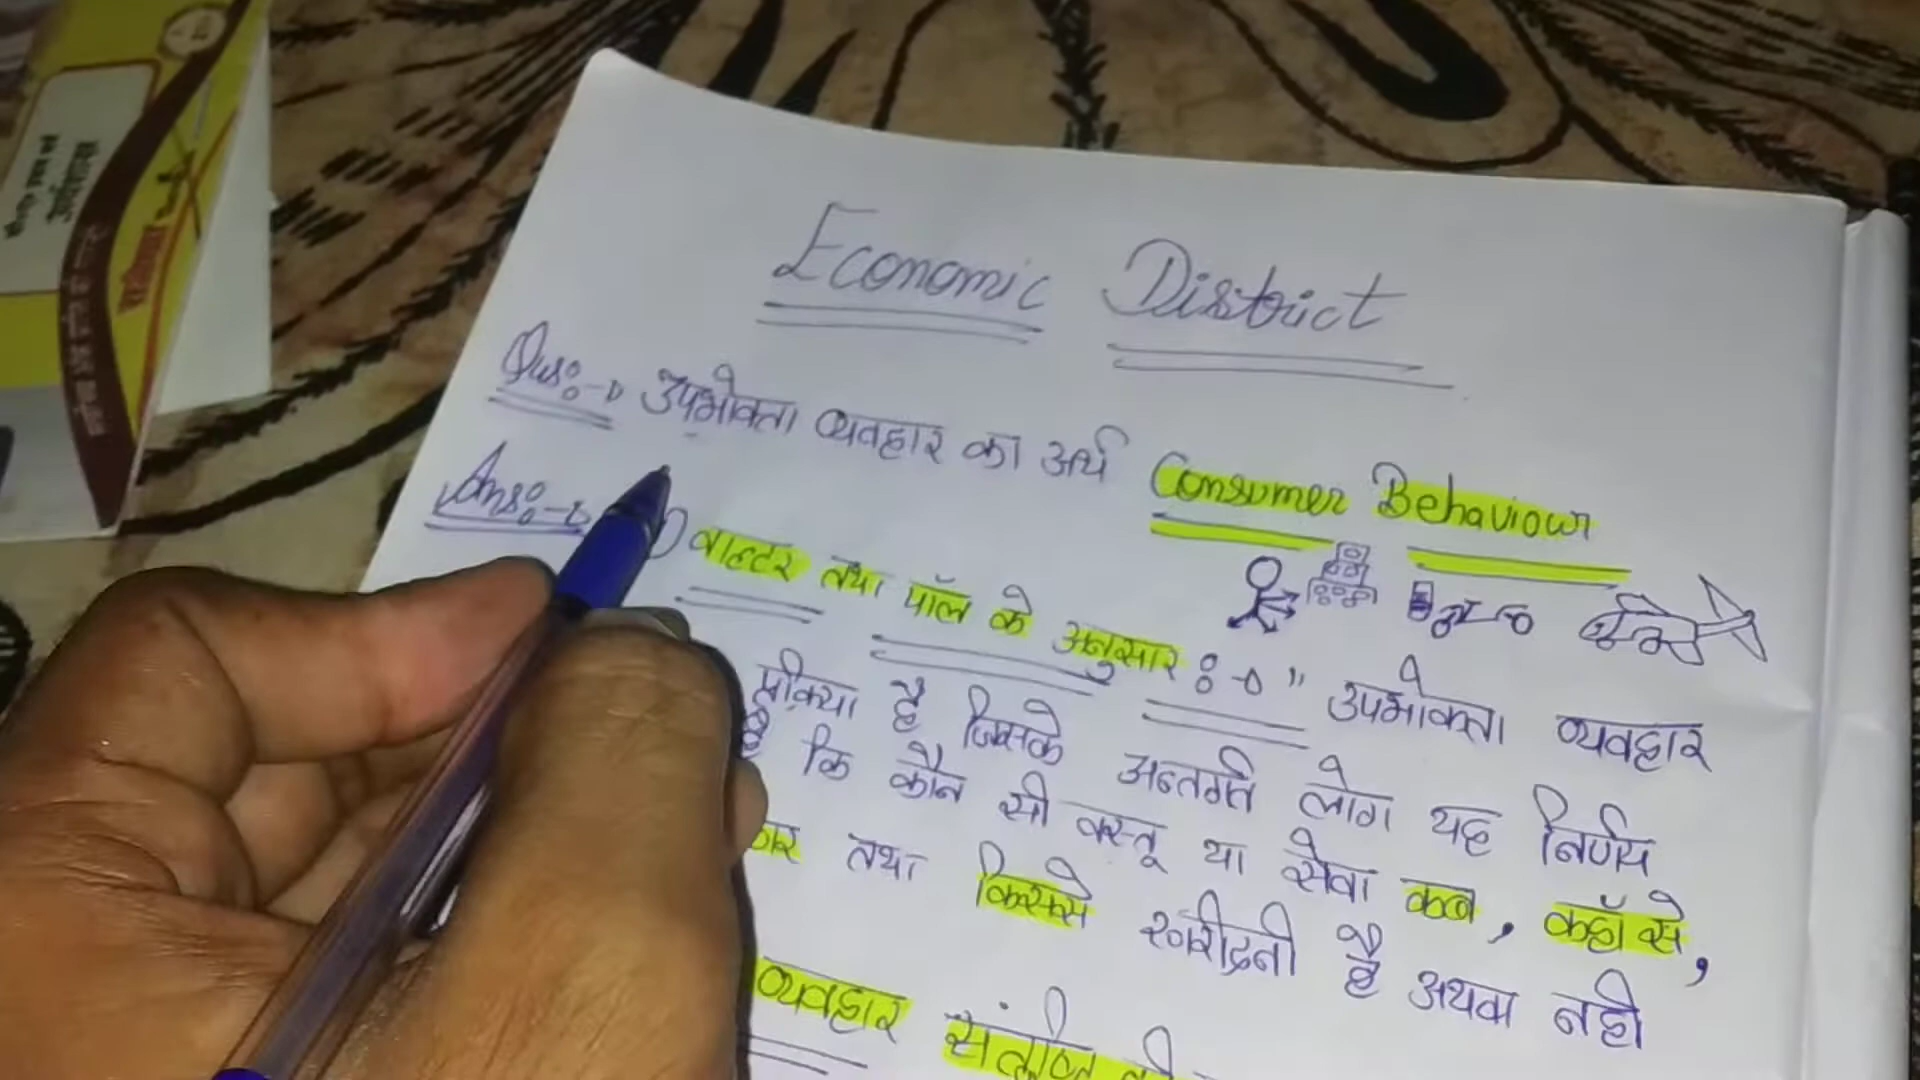 Economic District
Qus:- उपभोक्ता व्यवहार का अर्थ Consumer Behaviour
Ans:- वाल्टर तथा पॉल के अनुसार :- " उपभोक्ता व्यवहार
प्रक्रिया है जिसके अन्तर्गत लोग यह निर्णय
है कि कौन सी वस्तू या सेवा कब, कहाँ से,
तथा किससे खरीदनी है अथवा नही
व्यवहार